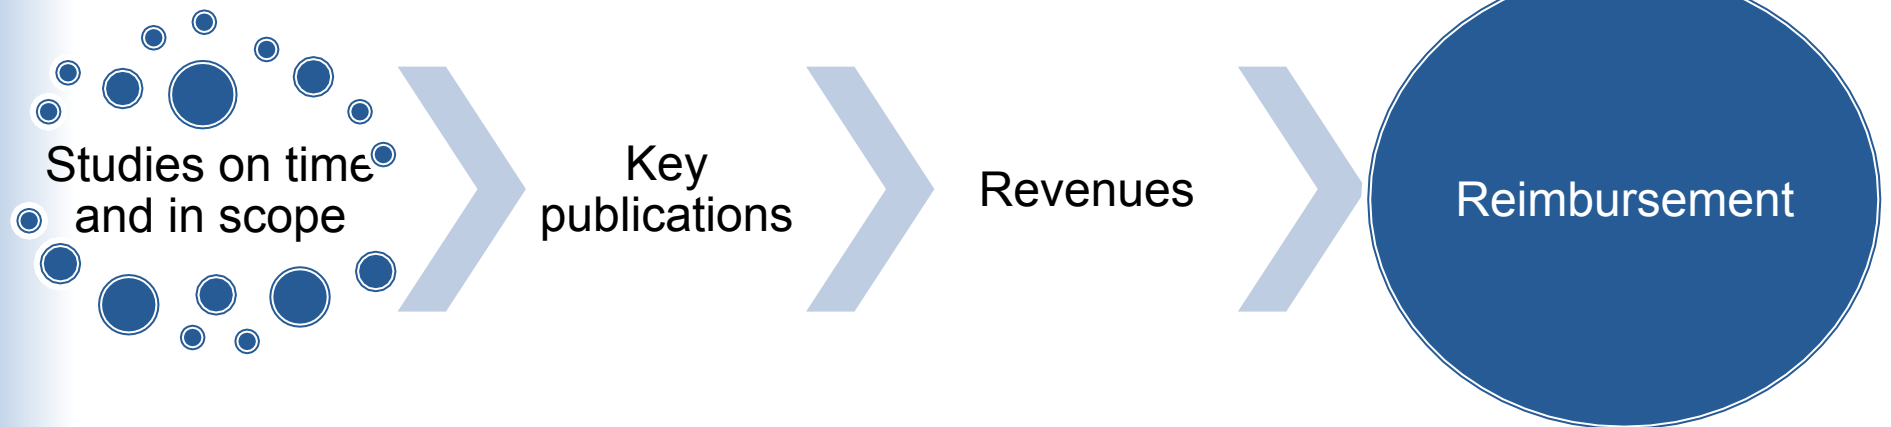 Studies on time
and in scope
Key
publications
Revenues
Reimbursement